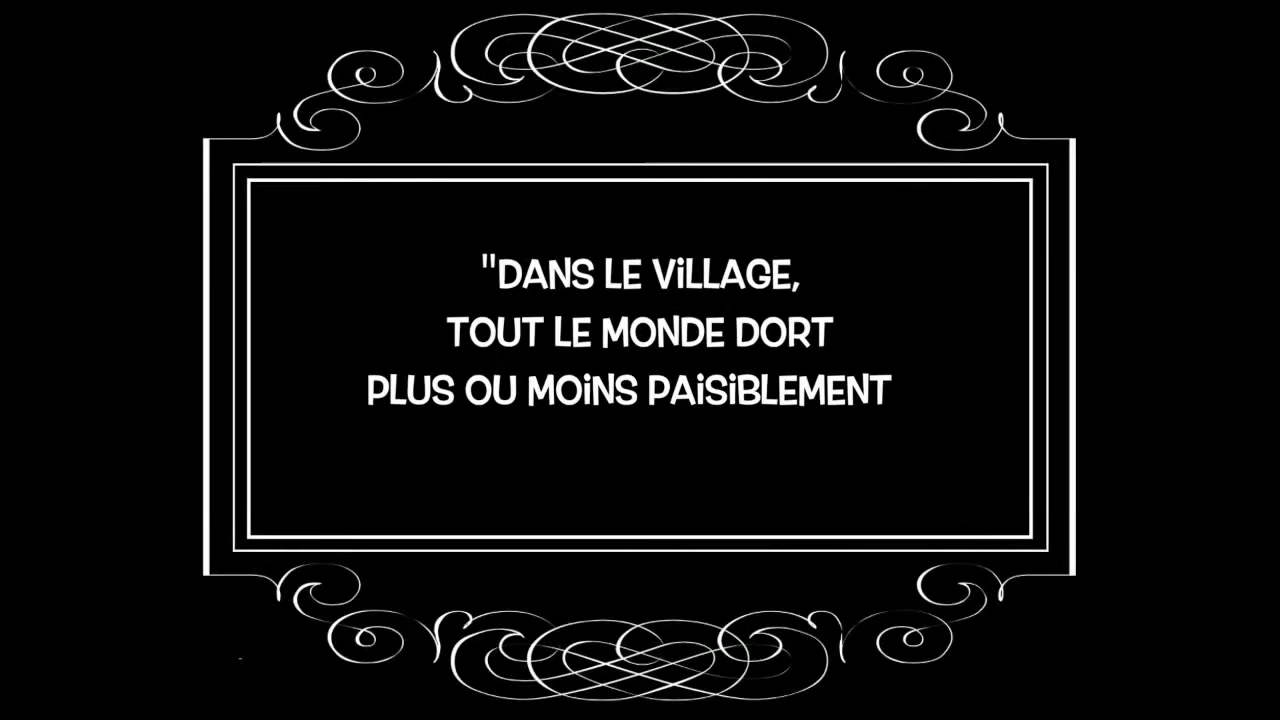 "DANS LE ViLLAGE,
TOUT LE MONDE DORT
PLUS OU MOiNS PAiSiBLEMENT